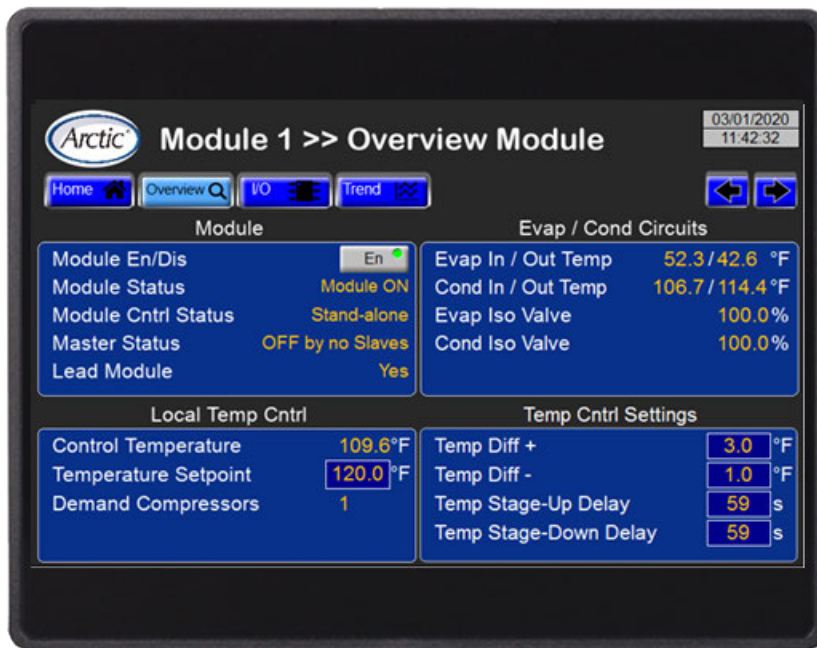 Arctic
Module 1 >> Overview Module
03/01/2020
11:42:32
Home
Overview
I/O
Trend
Module
Module En/Dis En
Module Status Module ON
Module Cntrl Status Stand-alone
Master Status OFF by no Slaves
Lead Module Yes
Evap / Cond Circuits
Evap In / Out Temp 52.3/42.6 °F
Cond In / Out Temp 106.7/114.4°F
Evap Iso Valve 100.0%
Cond Iso Valve 100.0%
Local Temp Cntrl
Control Temperature 109.6°F
Temperature Setpoint 120.0 °F
Demand Compressors 1
Temp Cntrl Settings
Temp Diff + 3.0 °F
Temp Diff - 1.0 °F
Temp Stage-Up Delay 59 s
Temp Stage-Down Delay 59 s